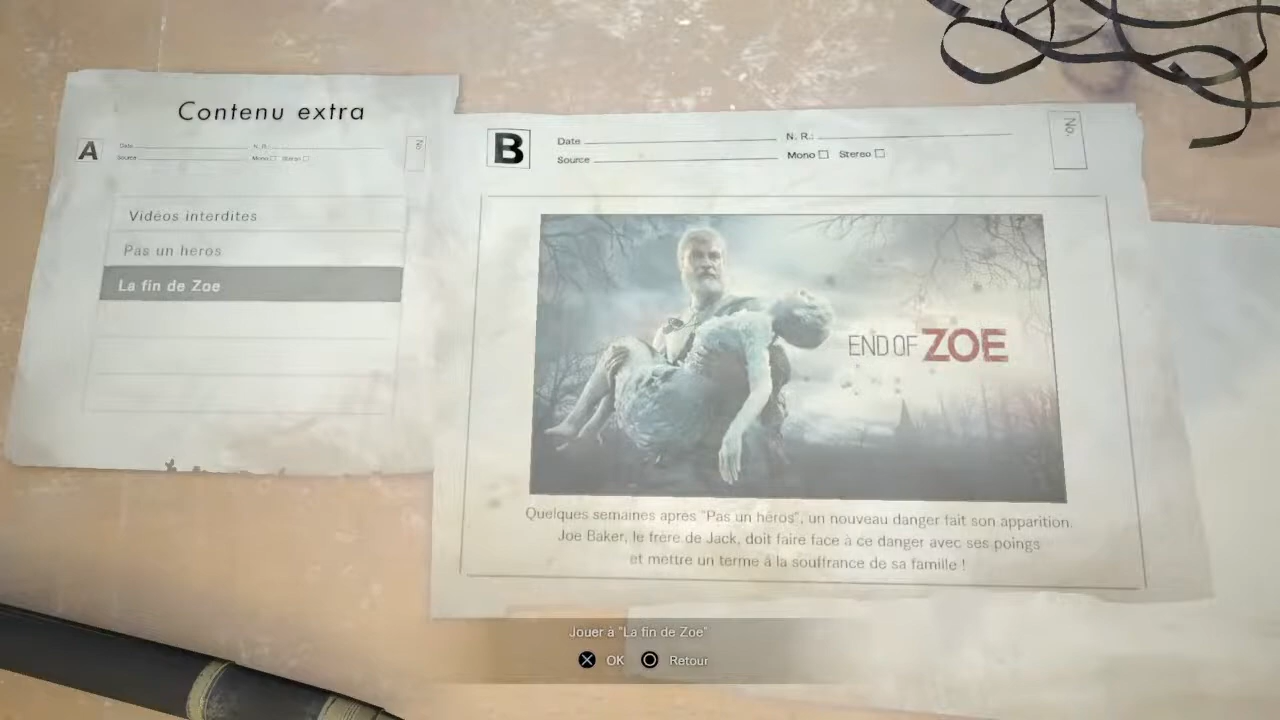 Contenu extra
A
Date
N. R.:
Source
Mono
Stereo
No.
Vidéos interdites
Pas un héros
La fin de Zoe
B
Date
N. R.:
Source
Mono
Stereo
No.
END OF ZOE
Quelques semaines après "Pas un héros", un nouveau danger fait son apparition.
Joe Baker, le frère de Jack, doit faire face à ce danger avec ses poings
et mettre un terme à la souffrance de sa famille !
Jouer à "La fin de Zoe"
OK
Retour